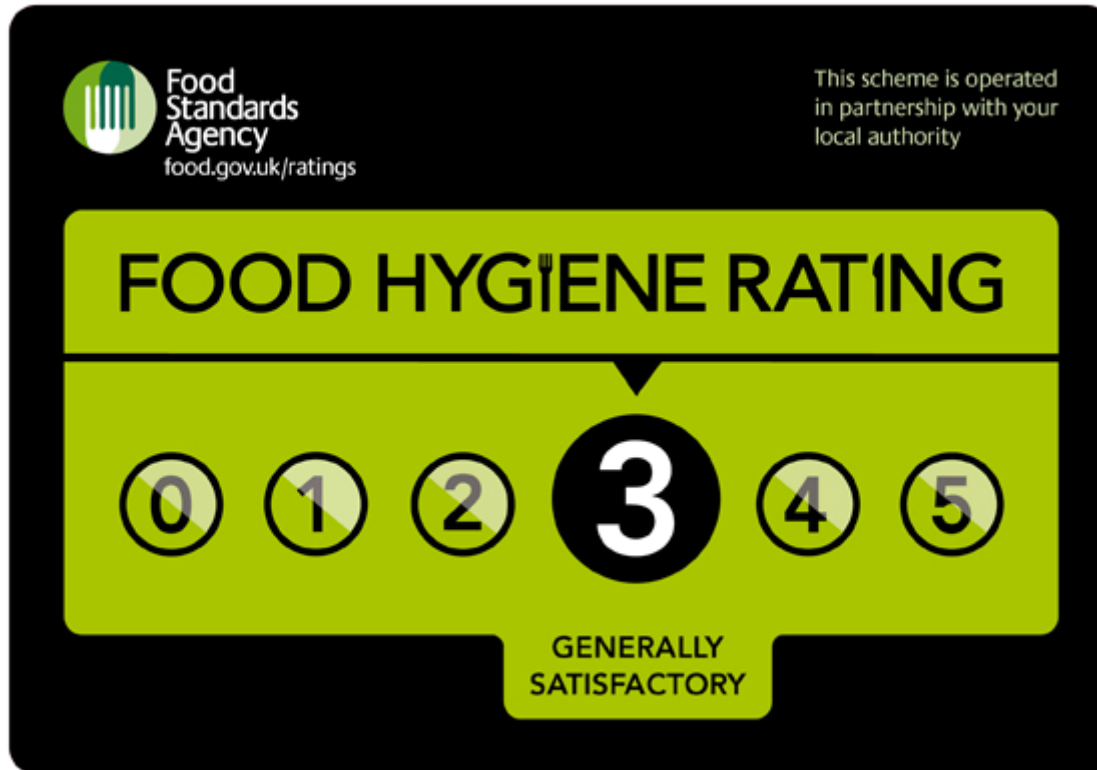 Food
Standards
Agency
food.gov.uk/ratings
This scheme is operated
in partnership with your
local authority
FOOD HYGIENE RATING
0 1 2 3 4 5
GENERALLY
SATISFACTORY